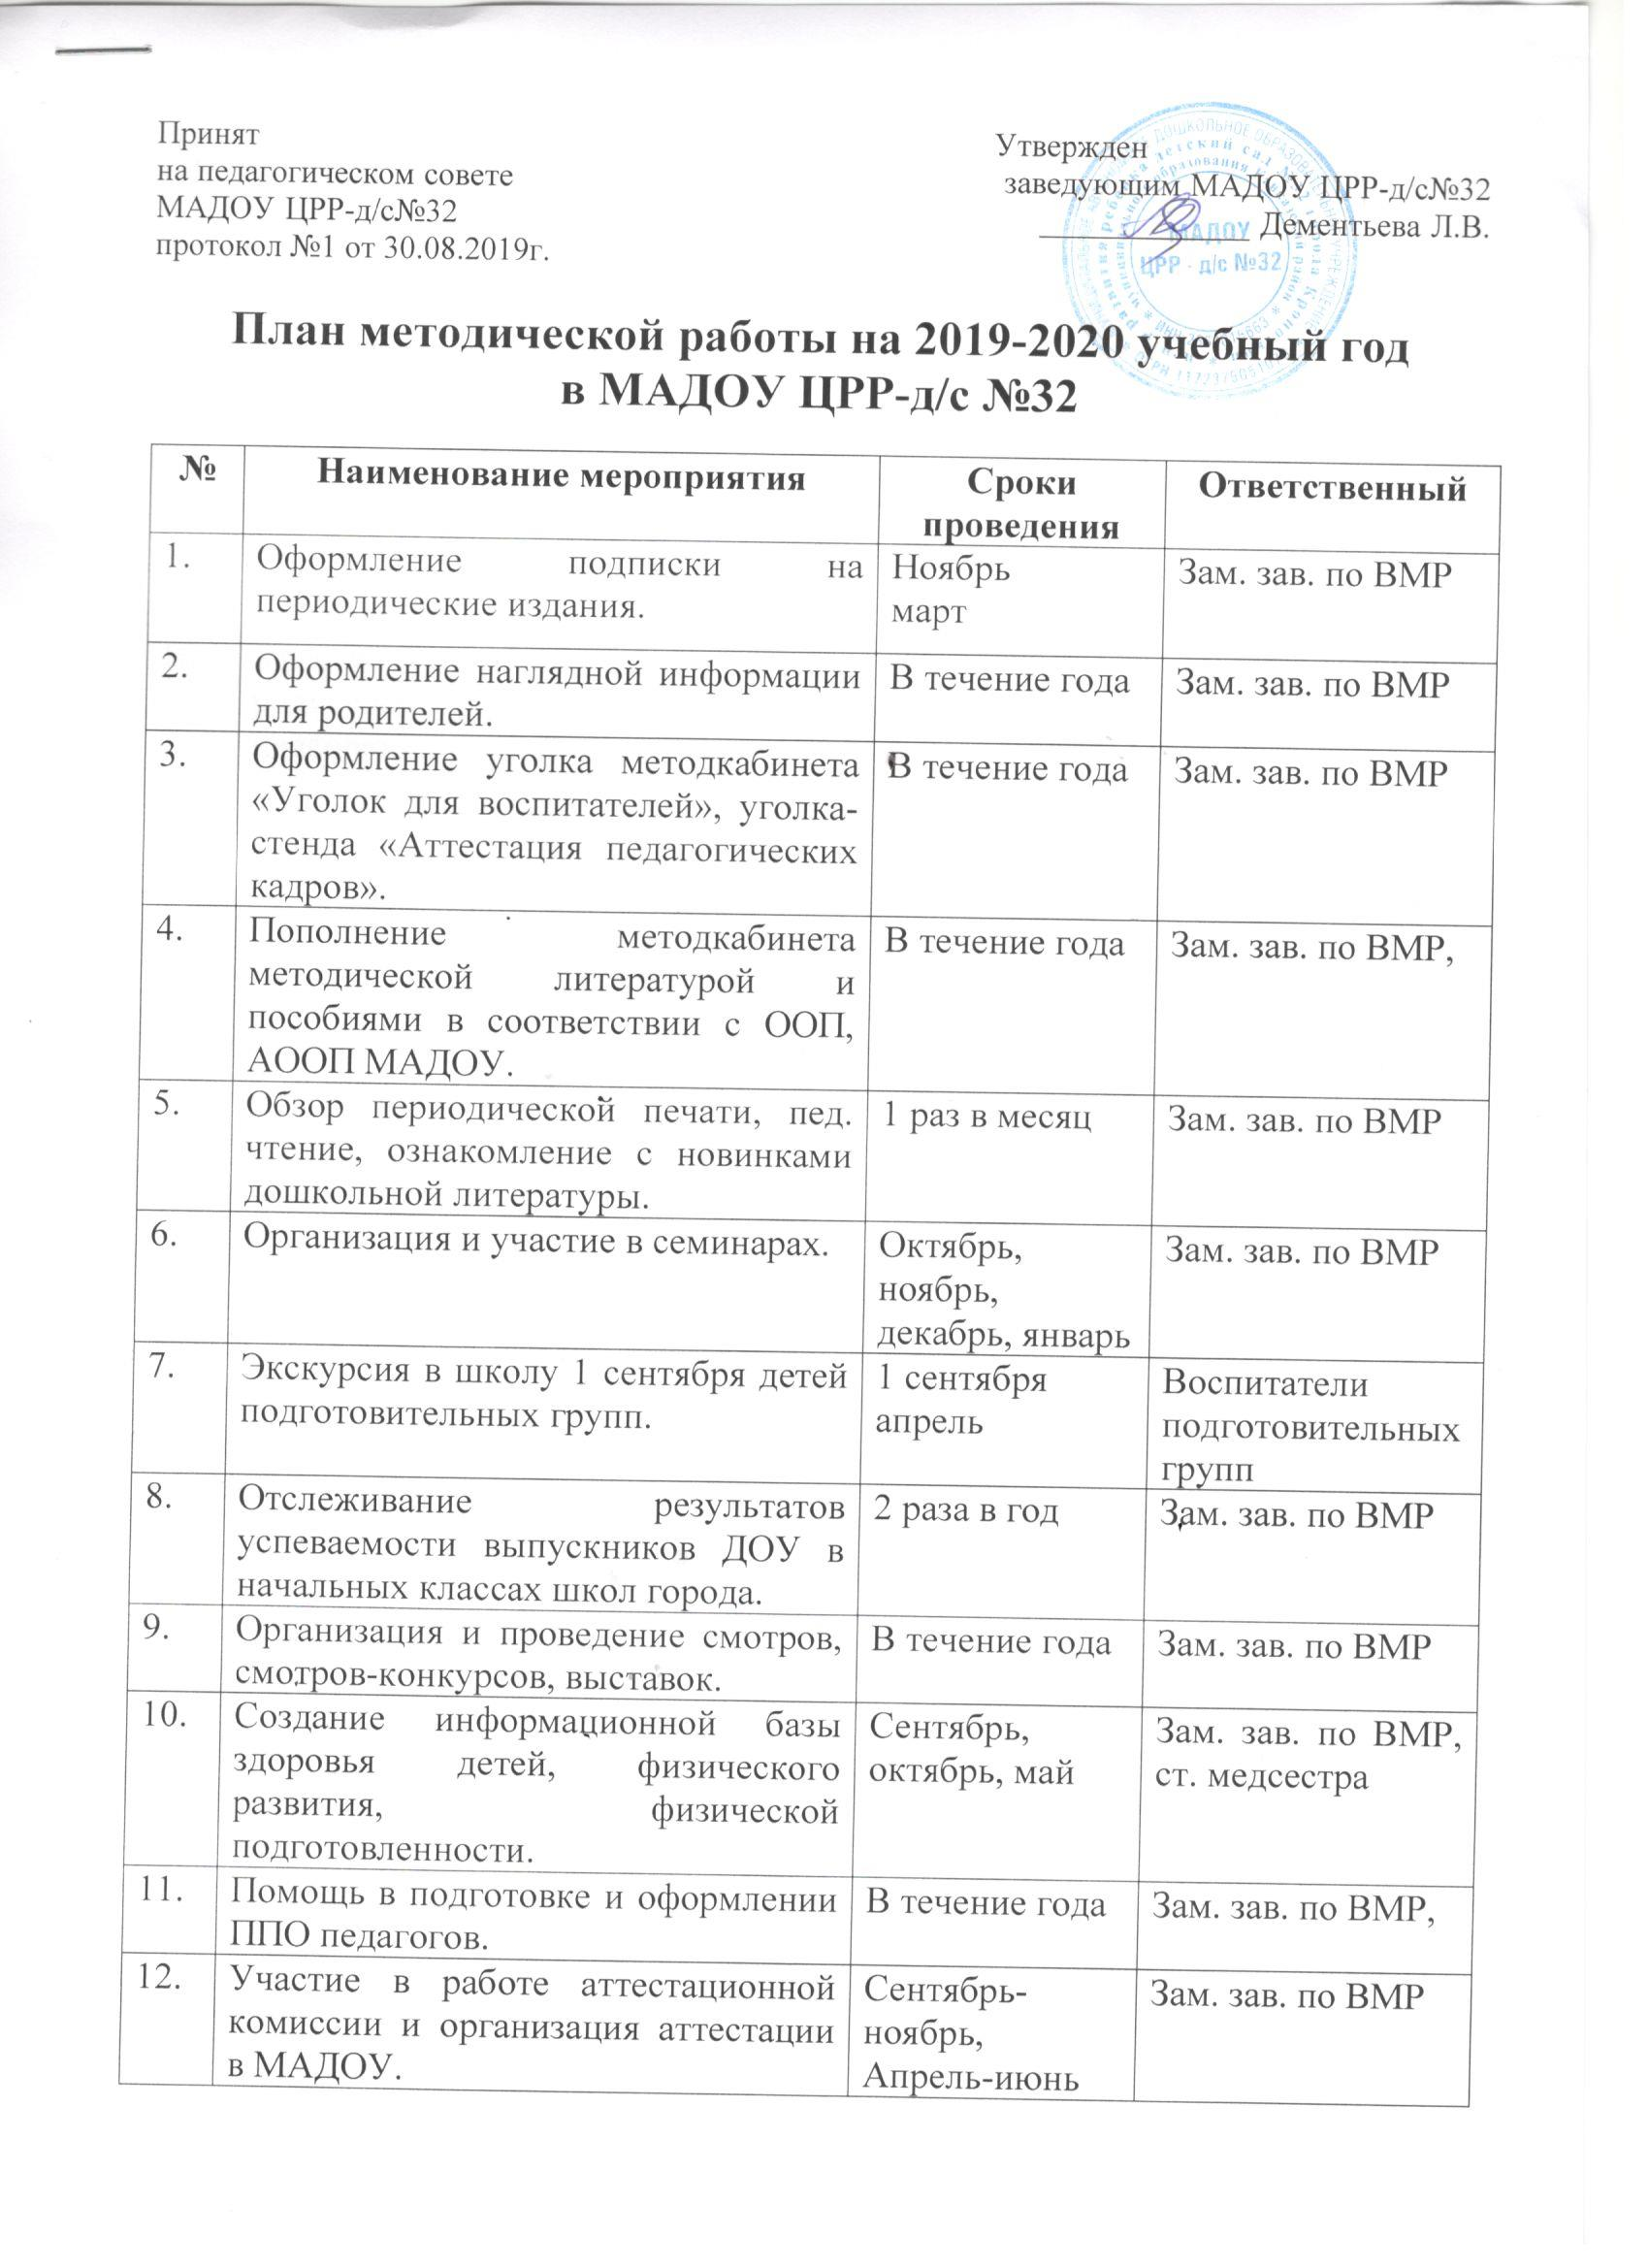 Принят
на педагогическом совете
МАДОУ ЦРР-д/с№32
протокол №1 от 30.08.2019г.
Утвержден
заведующим МАДОУ ЦРР-д/с№32
Дементьева Л.В.
МАДОУ
ЦРР - д/с №32
План методической работы на 2019-2020 учебный год
в МАДОУ ЦРР-д/с №32
№
Наименование мероприятия
Сроки
проведения
Ответственный
1.
Оформление подписки на
периодические издания.
Ноябрь
март
Зам. зав. по ВМР
2.
Оформление наглядной информации
для родителей.
В течение года
Зам. зав. по ВМР
3.
Оформление уголка методкабинета
«Уголок для воспитателей», уголка-
стенда «Аттестация педагогических
кадров».
В течение года
Зам. зав. по ВМР
4.
Пополнение методкабинета
методической литературой и
пособиями в соответствии с ООП,
АООП МАДОУ.
В течение года
Зам. зав. по ВМР,
5.
Обзор периодической печати, пед.
чтение, ознакомление с новинками
дошкольной литературы.
1 раз в месяц
Зам. зав. по ВМР
6.
Организация и участие в семинарах.
Октябрь,
ноябрь,
декабрь, январь
Зам. зав. по ВМР
7.
Экскурсия в школу 1 сентября детей
подготовительных групп.
1 сентября
апрель
Воспитатели
подготовительных
групп
8.
Отслеживание результатов
успеваемости выпускников ДОУ в
начальных классах школ города.
2 раза в год
Зам. зав. по ВМР
9.
Организация и проведение смотров,
смотров-конкурсов, выставок.
В течение года
Зам. зав. по ВМР
10.
Создание информационной базы
здоровья детей, физического
развития, физической
подготовленности.
Сентябрь,
октябрь, май
Зам. зав. по ВМР,
ст. медсестра
11.
Помощь в подготовке и оформлении
ППО педагогов.
В течение года
Зам. зав. по ВМР,
12.
Участие в работе аттестационной
комиссии и организация аттестации
в МАДОУ.
Сентябрь-
ноябрь,
Апрель-июнь
Зам. зав. по ВМР